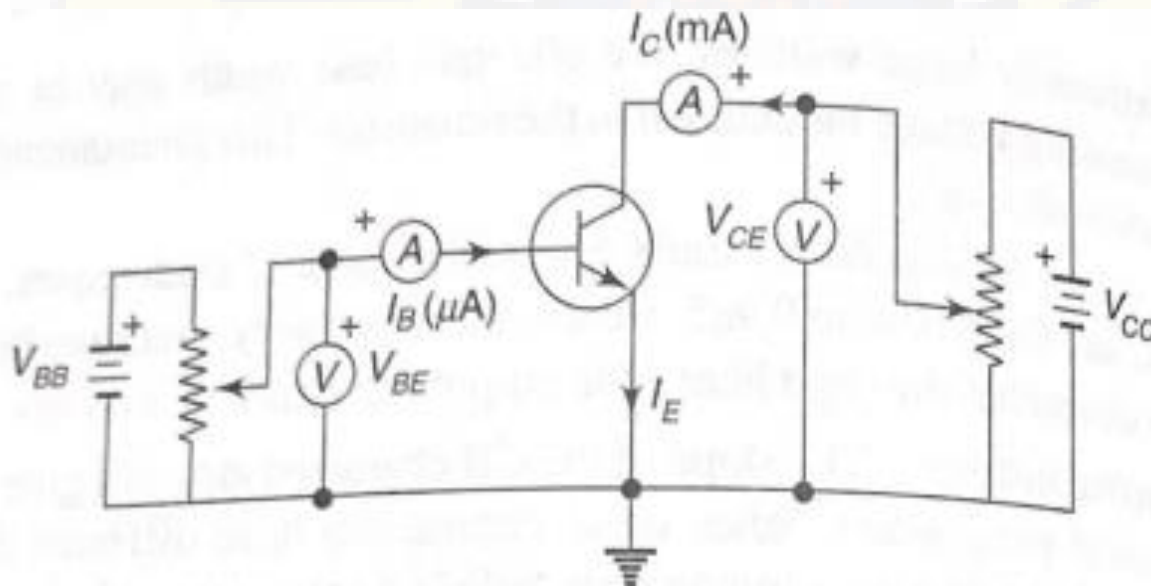 I_C (mA)
+ A +
+ A
V_CE V +
I_B (μA)
V_BB +
+ V V_BE
I_E
+ V_CC